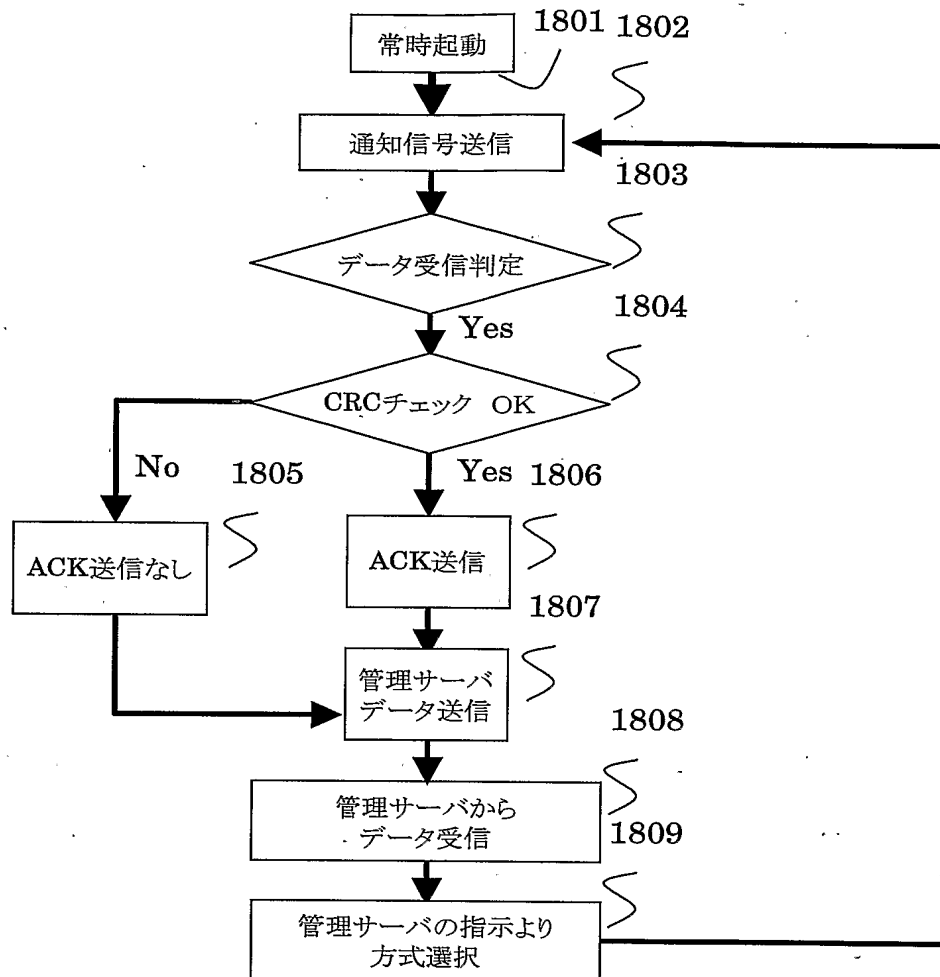 常時起動
1801
1802
通知信号送信
1803
データ受信判定
1804
Yes
CRCチェック OK
No
1805
Yes
1806
ACK送信なし
ACK送信
1807
管理サーバ
データ送信
1808
管理サーバから
データ受信
1809
管理サーバの指示より
方式選択